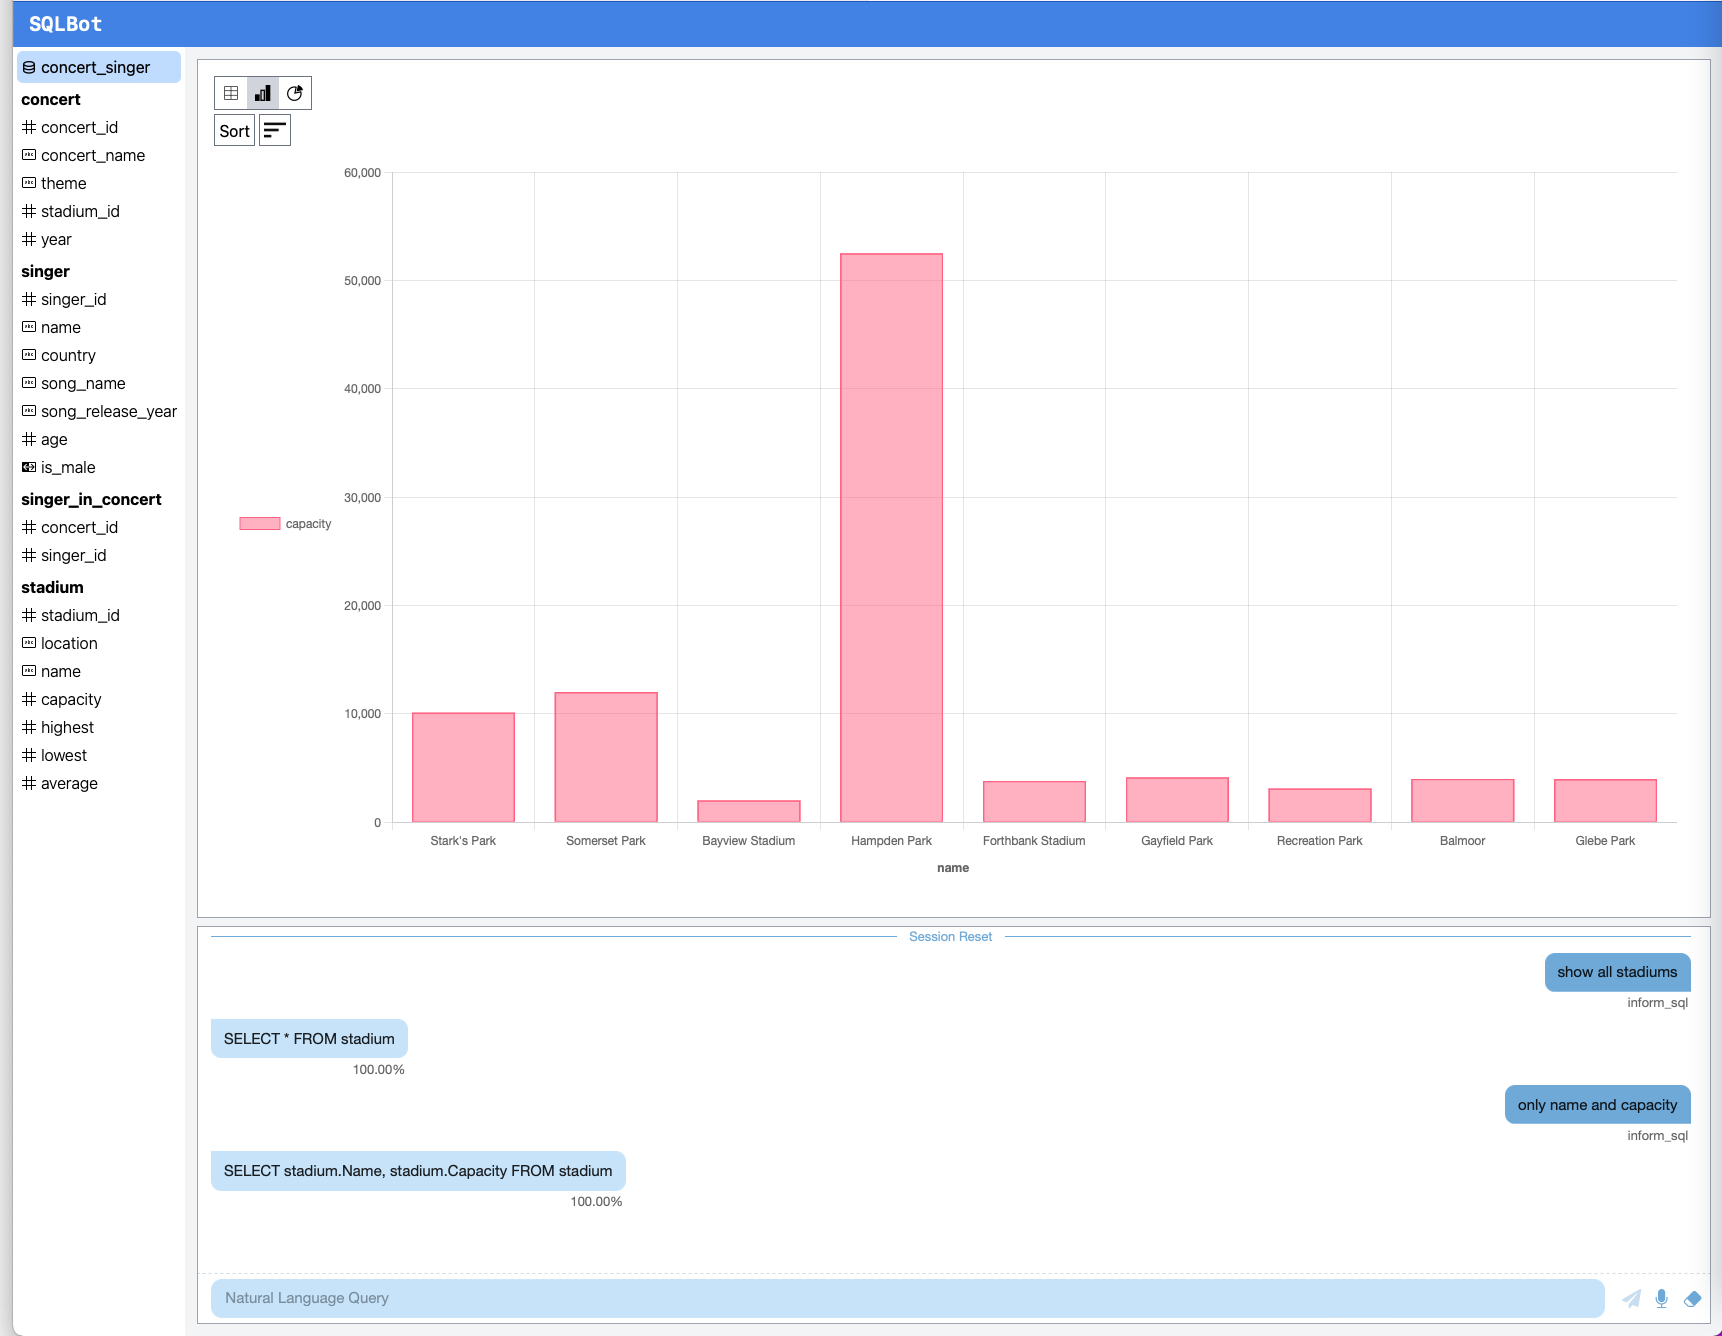 SQLBot
concert_singer
concert
concert_id
concert_name
theme
stadium_id
year
singer
singer_id
name
country
song_name
song_release_year
age
is_male
singer_in_concert
concert_id
singer_id
stadium
stadium_id
location
name
capacity
highest
lowest
average
Sort
60,000
50,000
40,000
30,000
20,000
10,000
0
capacity
Stark's Park Somerset Park Bayview Stadium Hampden Park Forthbank Stadium Gayfield Park Recreation Park Balmoor Glebe Park
name
Session Reset
show all stadiums
inform_sql
SELECT * FROM stadium
100.00%
only name and capacity
inform_sql
SELECT stadium.Name, stadium.Capacity FROM stadium
100.00%
Natural Language Query